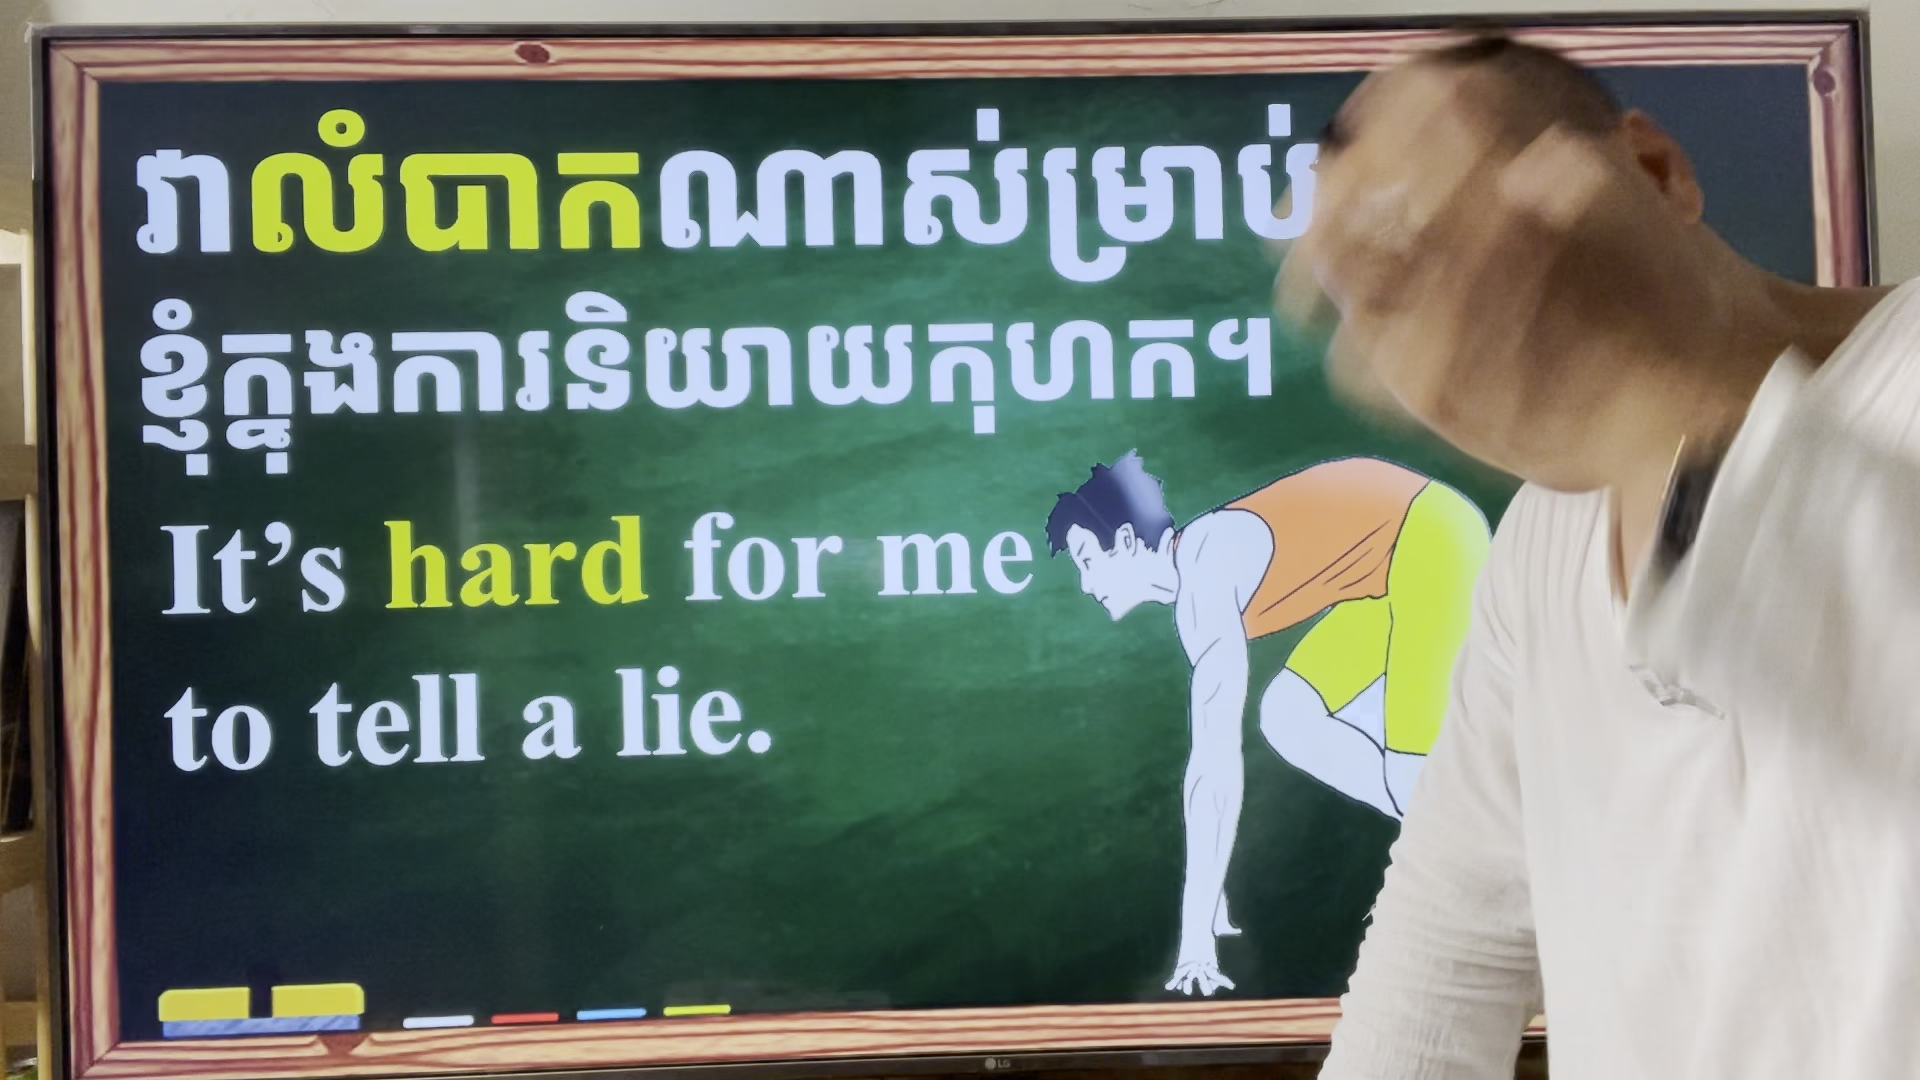 វាលំបាកណាស់ម្រាប់
ខ្ញុំក្នុងការនិយាយកុហក។
It's hard for me
to tell a lie.
LG